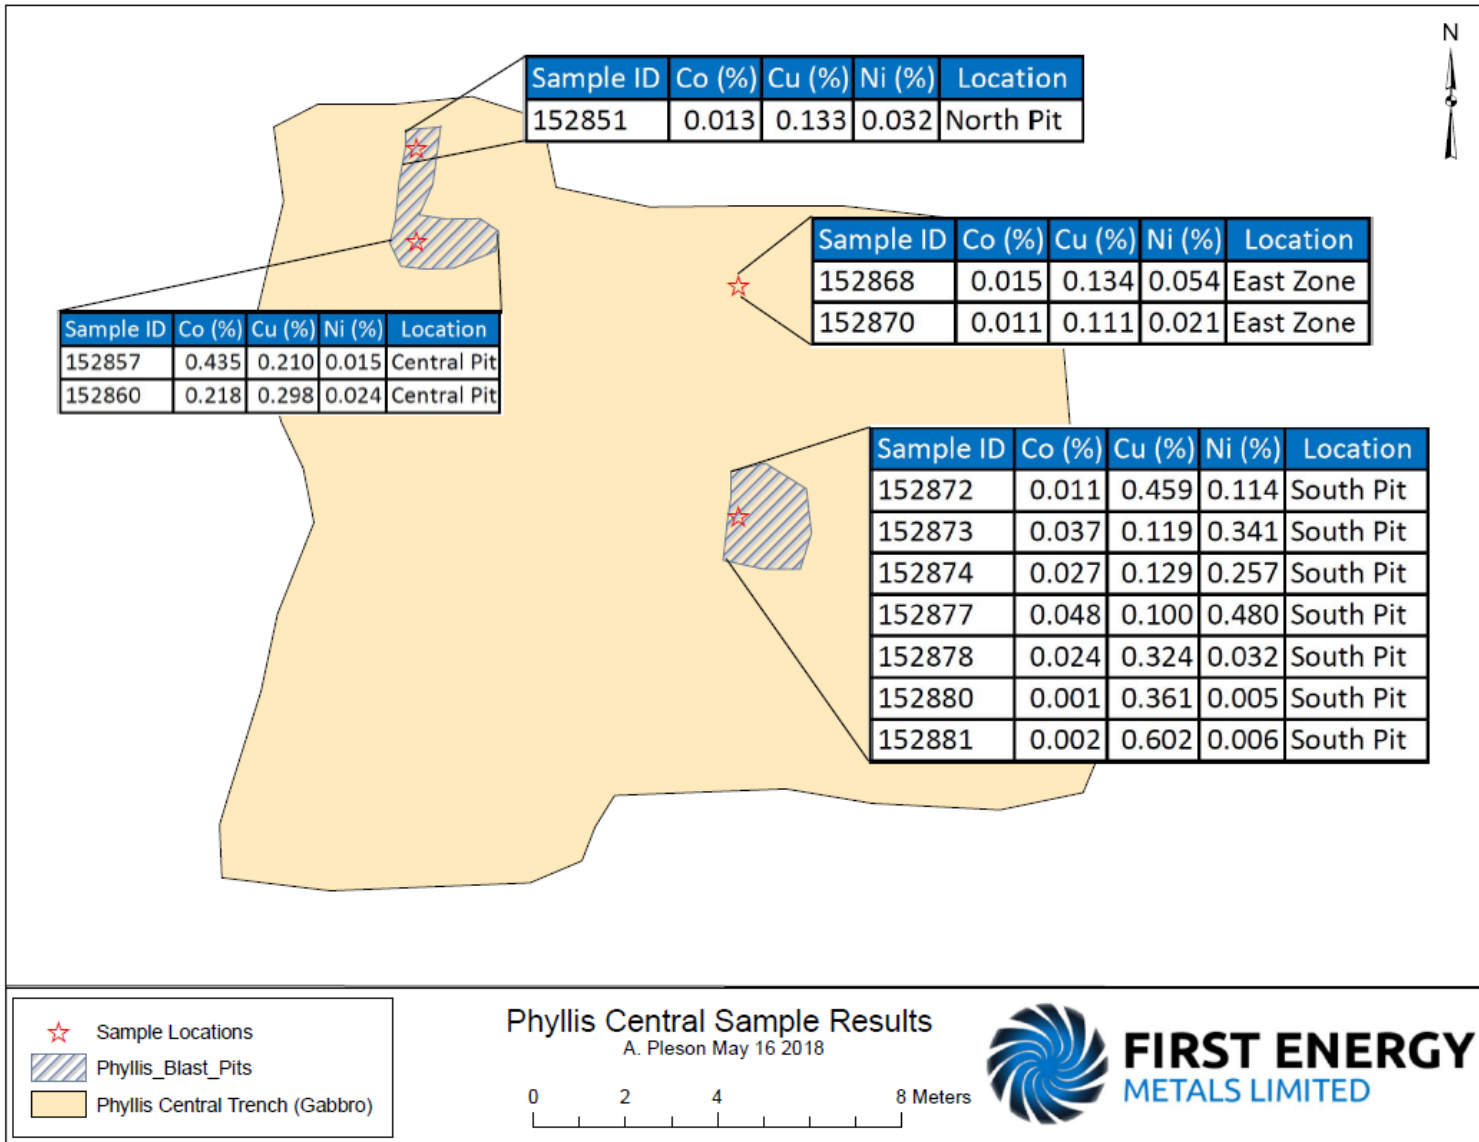 N
Sample ID Co (%) Cu (%) Ni (%) Location
152851 0.013 0.133 0.032 North Pit
Sample ID Co (%) Cu (%) Ni (%) Location
152868 0.015 0.134 0.054 East Zone
152870 0.011 0.111 0.021 East Zone
Sample ID Co (%) Cu (%) Ni (%) Location
152857 0.435 0.210 0.015 Central Pit
152860 0.218 0.298 0.024 Central Pit
Sample ID Co (%) Cu (%) Ni (%) Location
152872 0.011 0.459 0.114 South Pit
152873 0.037 0.119 0.341 South Pit
152874 0.027 0.129 0.257 South Pit
152877 0.048 0.100 0.480 South Pit
152878 0.024 0.324 0.032 South Pit
152880 0.001 0.361 0.005 South Pit
152881 0.002 0.602 0.006 South Pit
Sample Locations
Phyllis_Blast_Pits
Phyllis Central Trench (Gabbro)
Phyllis Central Sample Results
A. Pleson May 16 2018
0 2 4 8 Meters
FIRST ENERGY
METALS LIMITED